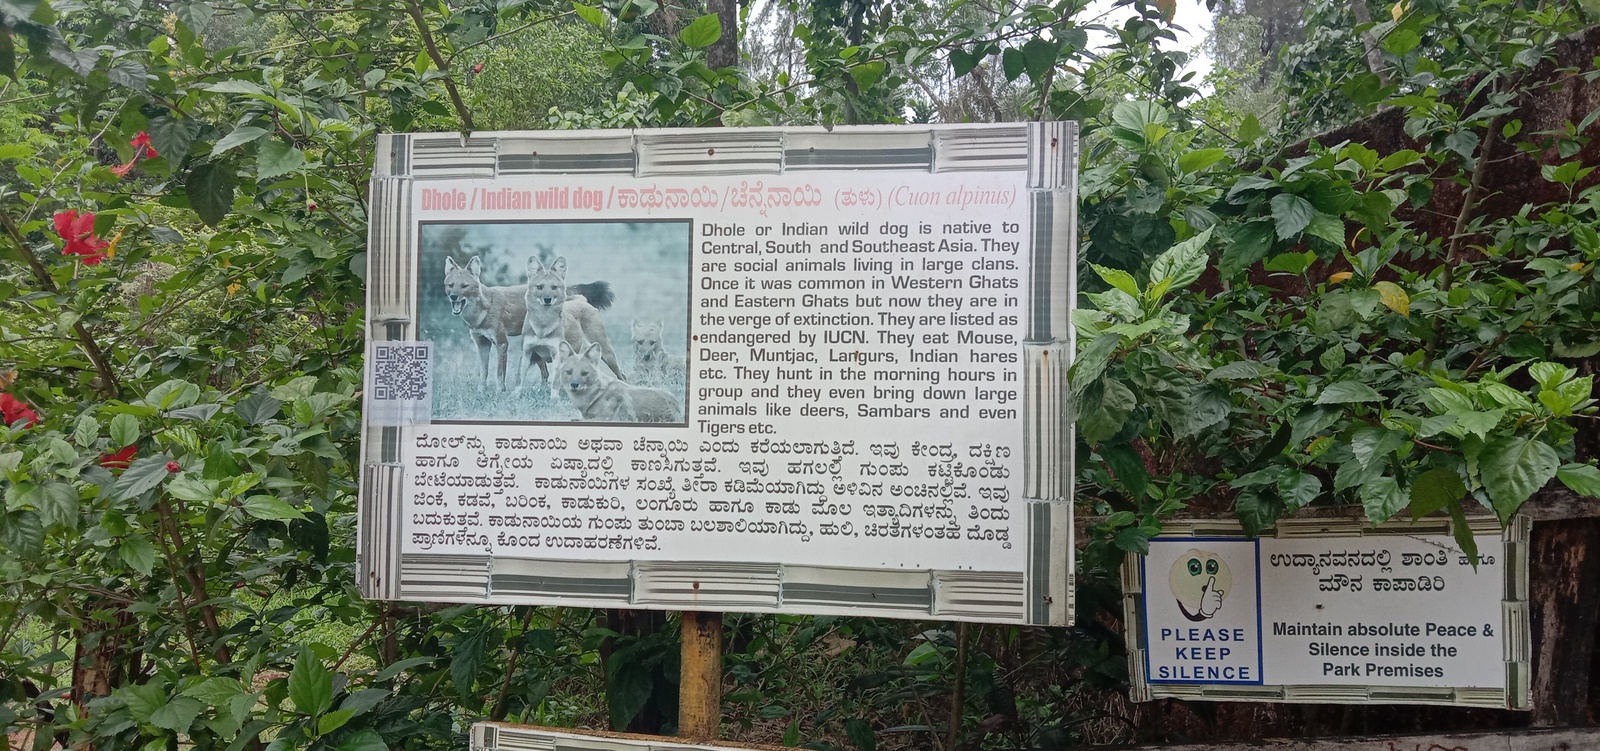 Dhole / Indian wild dog / ಕಾಡುನಾಯಿ/ಚೆನ್ನೆನಾಯಿ (ತುಳು) (Cuon alpinus)
Dhole or Indian wild dog is native to
Central, South and Southeast Asia. They
are social animals living in large clans.
Once it was common in Western Ghats
and Eastern Ghats but now they are in
the verge of extinction. They are listed as
endangered by IUCN. They eat Mouse,
Deer, Muntjac, Langurs, Indian hares
etc. They hunt in the morning hours in
group and they even bring down large
animals like deers, Sambars and even
Tigers etc.
ದೋಲ್‌ನ್ನು ಕಾಡುನಾಯಿ ಅಥವಾ ಚೆನ್ನಾಯಿ ಎಂದು ಕರೆಯಲಾಗುತ್ತಿದೆ. ಇವು ಕೇಂದ್ರ, ದಕ್ಷಿಣ
ಹಾಗೂ ಆಗ್ನೇಯ ಏಷ್ಯಾದಲ್ಲಿ ಕಾಣಸಿಗುತ್ತವೆ. ಇವು ಹಗಲಲ್ಲೆ ಗುಂಪು ಕಟ್ಟಿಕೊಂಡು
ಬೇಟೆಯಾಡುತ್ತವೆ. ಕಾಡುನಾಯಿಗಳ ಸಂಖ್ಯೆ ತೀರಾ ಕಡಿಮೆಯಾಗಿದ್ದು ಅಳಿವಿನ ಅಂಚಿನಲ್ಲಿವೆ. ಇವು
ಜಿಂಕೆ, ಕಡವೆ, ಬರಿಂಕ, ಕಾಡುಕುರಿ, ಲಂಗೂರು ಹಾಗೂ ಕಾಡು ಮೊಲ ಇತ್ಯಾದಿಗಳನ್ನು ತಿಂದು
ಬದುಕುತ್ತವೆ. ಕಾಡುನಾಯಿಯ ಗುಂಪು ತುಂಬಾ ಬಲಶಾಲಿಯಾಗಿದ್ದು, ಹುಲಿ, ಚಿರತೆಗಳಂತಹ ದೊಡ್ಡ
ಪ್ರಾಣಿಗಳನ್ನೂ ಕೊಂದ ಉದಾಹರಣೆಗಳಿವೆ.
ಉದ್ಯಾನವನದಲ್ಲಿ ಶಾಂತಿ ಹಾಗೂ
ಮೌನ ಕಾಪಾಡಿರಿ
PLEASE
KEEP
SILENCE
Maintain absolute Peace &
Silence inside the
Park Premises